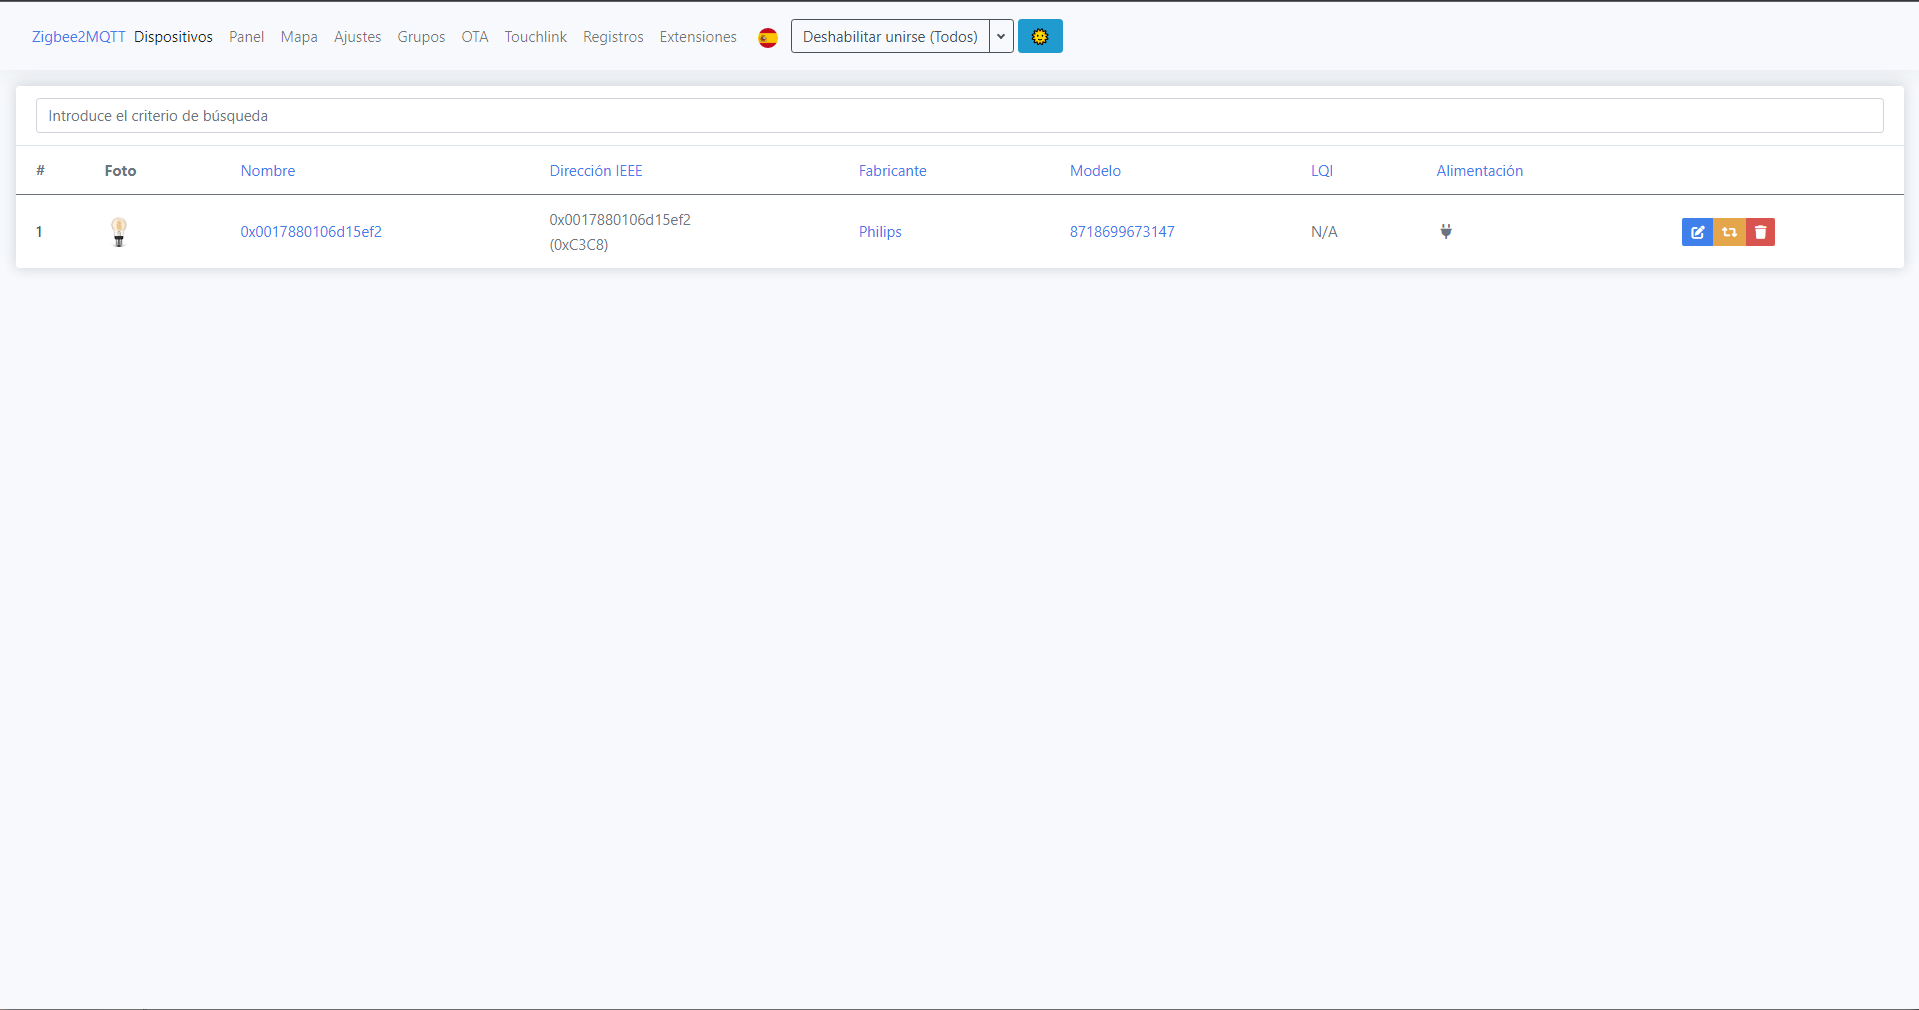 Zigbee2MQTT Dispositivos Panel Mapa Ajustes Grupos OTA Touchlink Registros Extensiones Deshabilitar unirse (Todos)
Introduce el criterio de búsqueda
# Foto Nombre Dirección IEEE Fabricante Modelo LQI Alimentación
1 0x0017880106d15ef2 0x0017880106d15ef2 Philips 8718699673147 N/A
(0xC3C8)